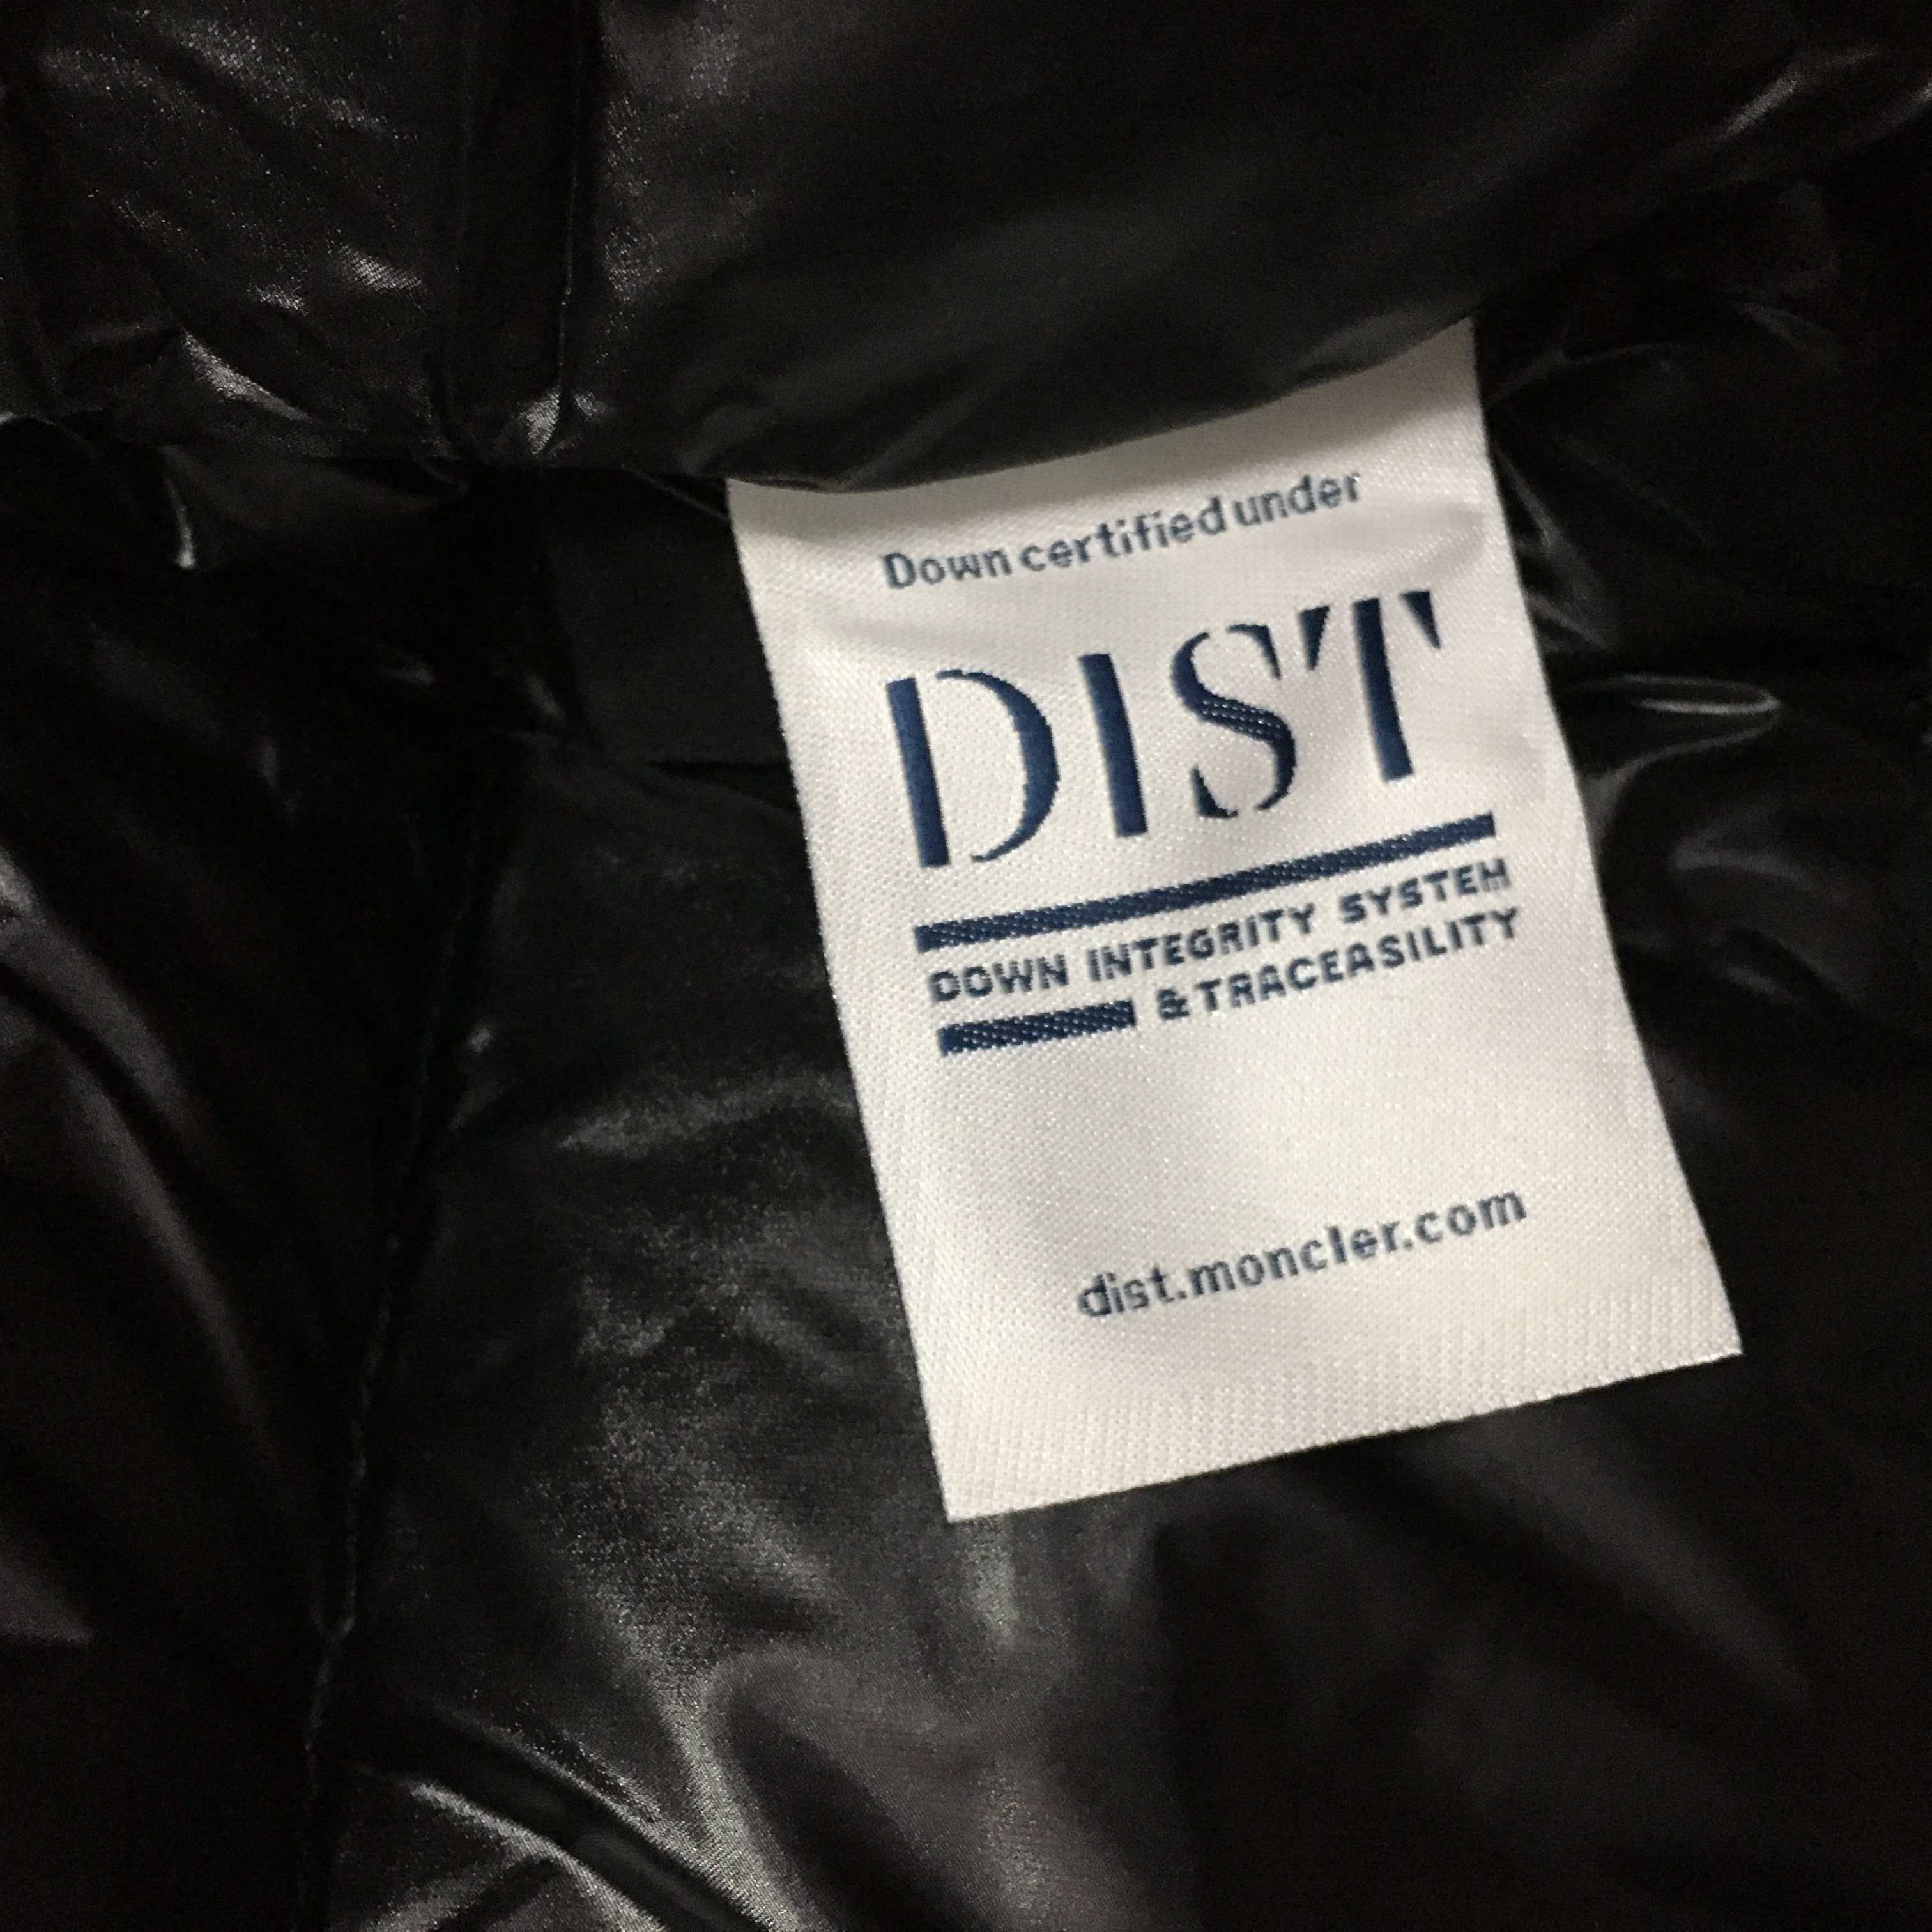 Down certified under
DIST
DOWN INTEGRITY SYSTEM
& TRACEASILITY
dist.moncler.com